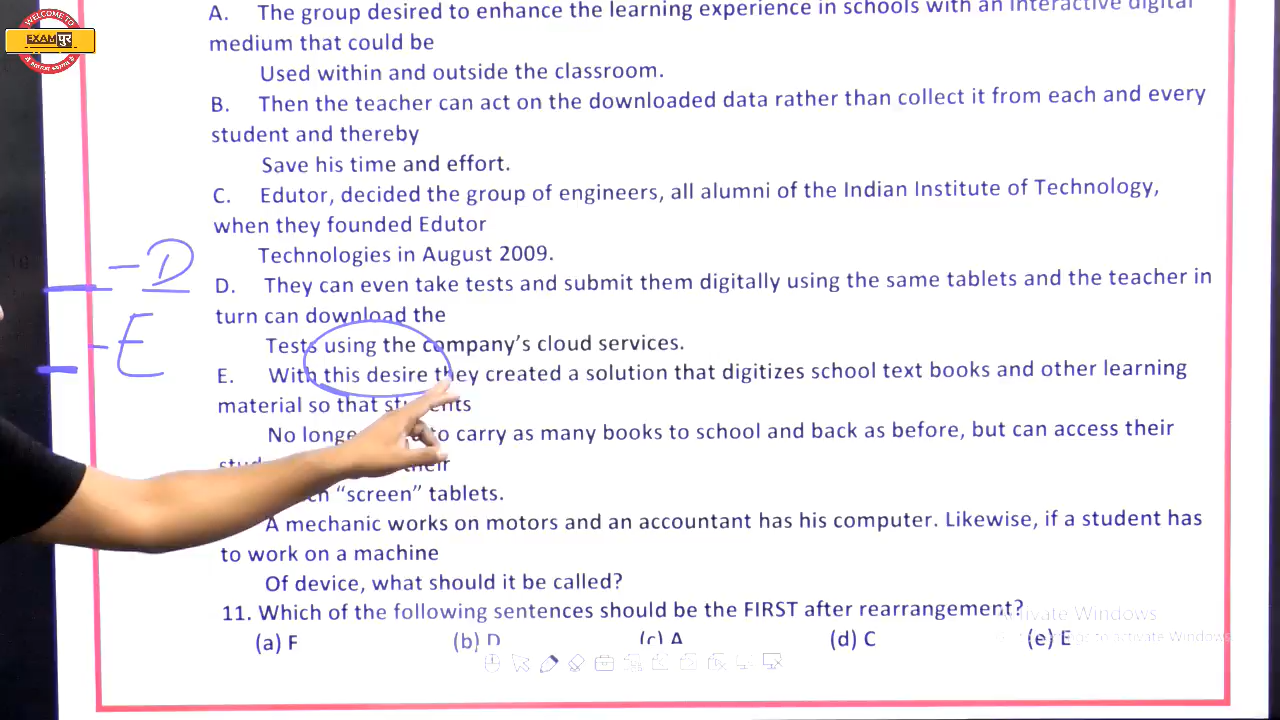 WELCOME TO
EXAM पुर
A. The group desired to enhance the learning experience in schools with an interactive digital
medium that could be
Used within and outside the classroom.
B. Then the teacher can act on the downloaded data rather than collect it from each and every
student and thereby
Save his time and effort.
C. Edutor, decided the group of engineers, all alumni of the Indian Institute of Technology,
when they founded Edutor
Technologies in August 2009.
- D
D. They can even take tests and submit them digitally using the same tablets and the teacher in
turn can download the
- E
Tests using the company's cloud services.
E. With this desire they created a solution that digitizes school text books and other learning
material so that students
No longer to carry as many books to school and back as before, but can access their
their
"screen" tablets.
A mechanic works on motors and an accountant has his computer. Likewise, if a student has
to work on a machine
Of device, what should it be called?
11. Which of the following sentences should be the FIRST after rearrangement?
(a) F (b) D (c) A (d) C (e) E
Activate Windows
to activate Windows.